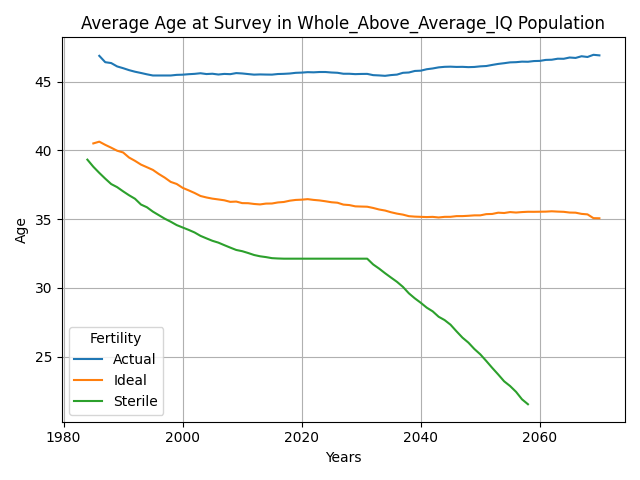 Average Age at Survey in Whole_Above_Average_IQ Population
Age
45
40
35
30
25
Fertility
Actual
Ideal
Sterile
1980
2000
2020
2040
2060
Years